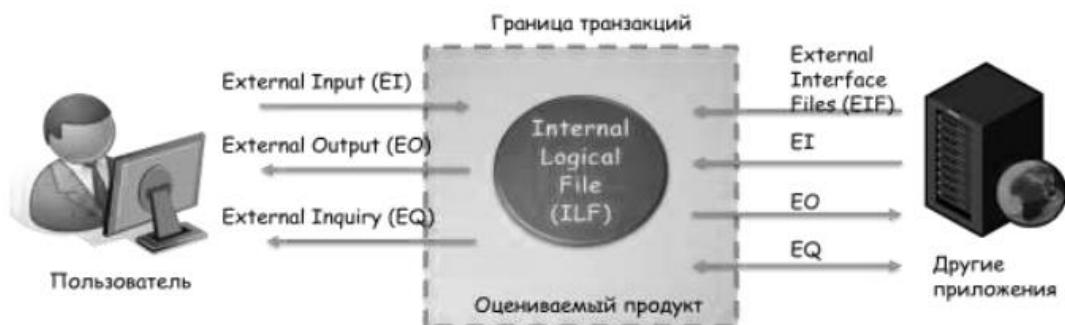 Граница транзакций
External Input (EI)
External Output (EO)
External Inquiry (EQ)
Пользователь
Internal
Logical
File
(ILF)
Оцениваемый продукт
External
Interface
Files (EIF)
EI
EO
EQ
Другие
приложения